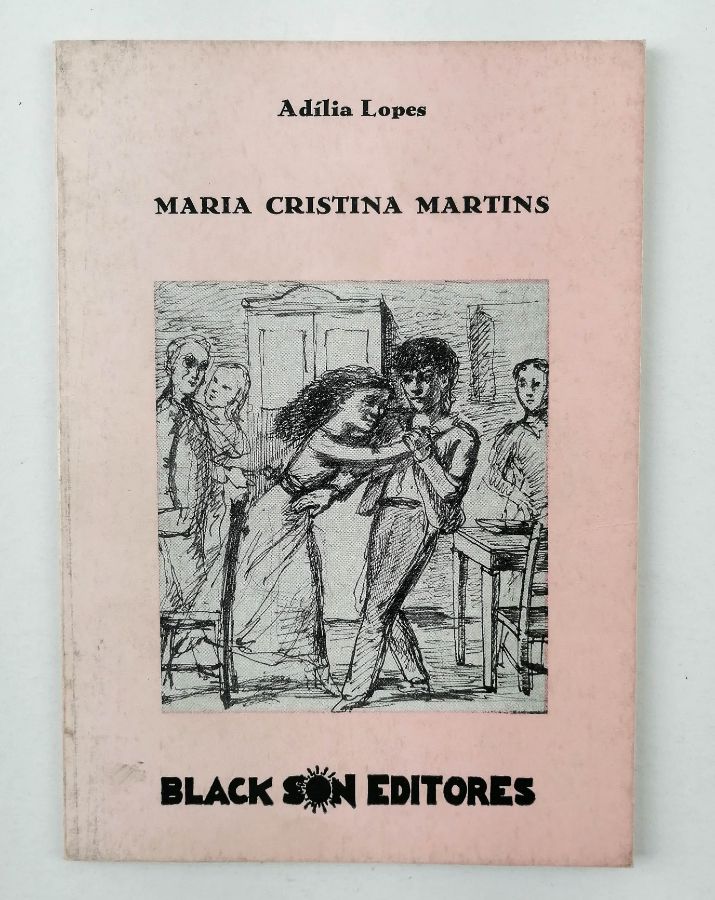 Adília Lopes
MARIA CRISTINA MARTINS
BLACK SON EDITORES